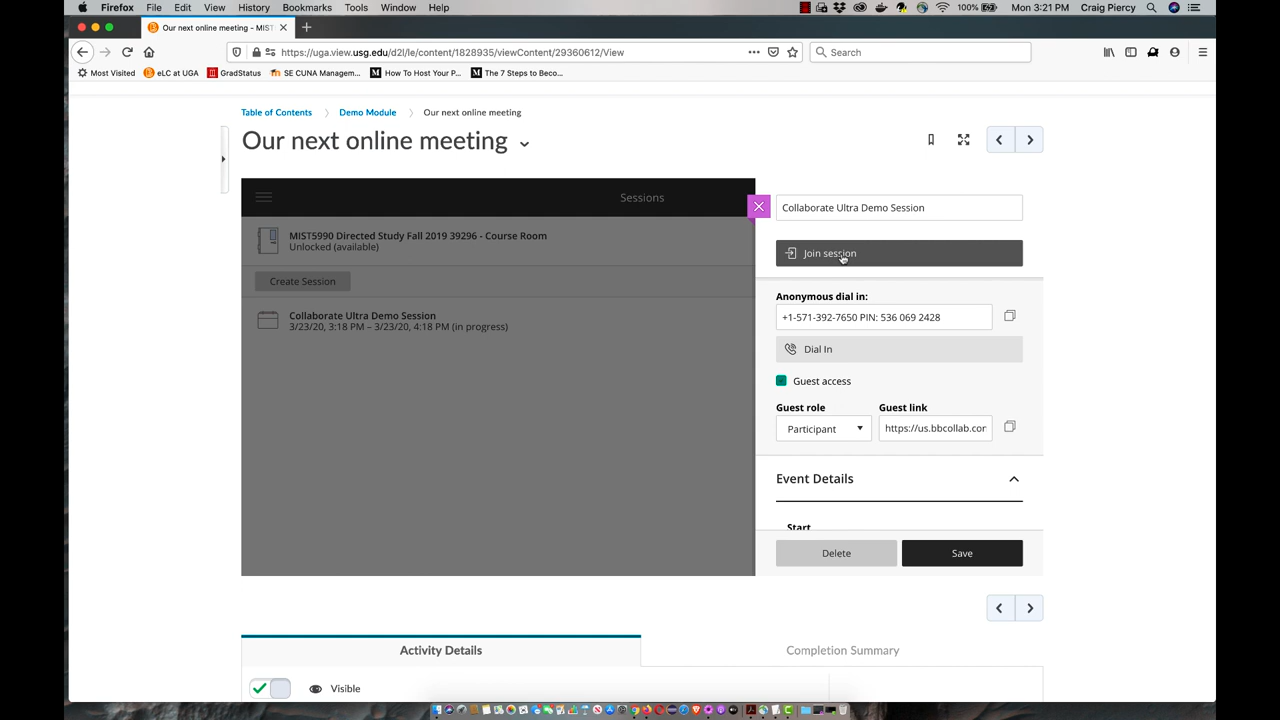 Firefox File Edit View History Bookmarks Tools Window Help 100% Mon 3:21 PM Craig Piercy
Our next online meeting - MIST
https://uga.view.usg.edu/d2l/le/content/1828935/viewContent/29360612/View
Search
Most Visited eLC at UGA GradStatus SE CUNA Managem... How To Host Your P... The 7 Steps to Beco...
Table of Contents Demo Module Our next online meeting
Our next online meeting
Sessions
MIST5990 Directed Study Fall 2019 39296 - Course Room
Unlocked (available)
Create Session
Collaborate Ultra Demo Session
3/23/20, 3:18 PM – 3/23/20, 4:18 PM (in progress)
Collaborate Ultra Demo Session
Join session
Anonymous dial in:
+1-571-392-7650 PIN: 536 069 2428
Dial In
Guest access
Guest role Guest link
Participant https://us.bbcollab.cor
Event Details
Start
Delete Save
Activity Details Completion Summary
Visible